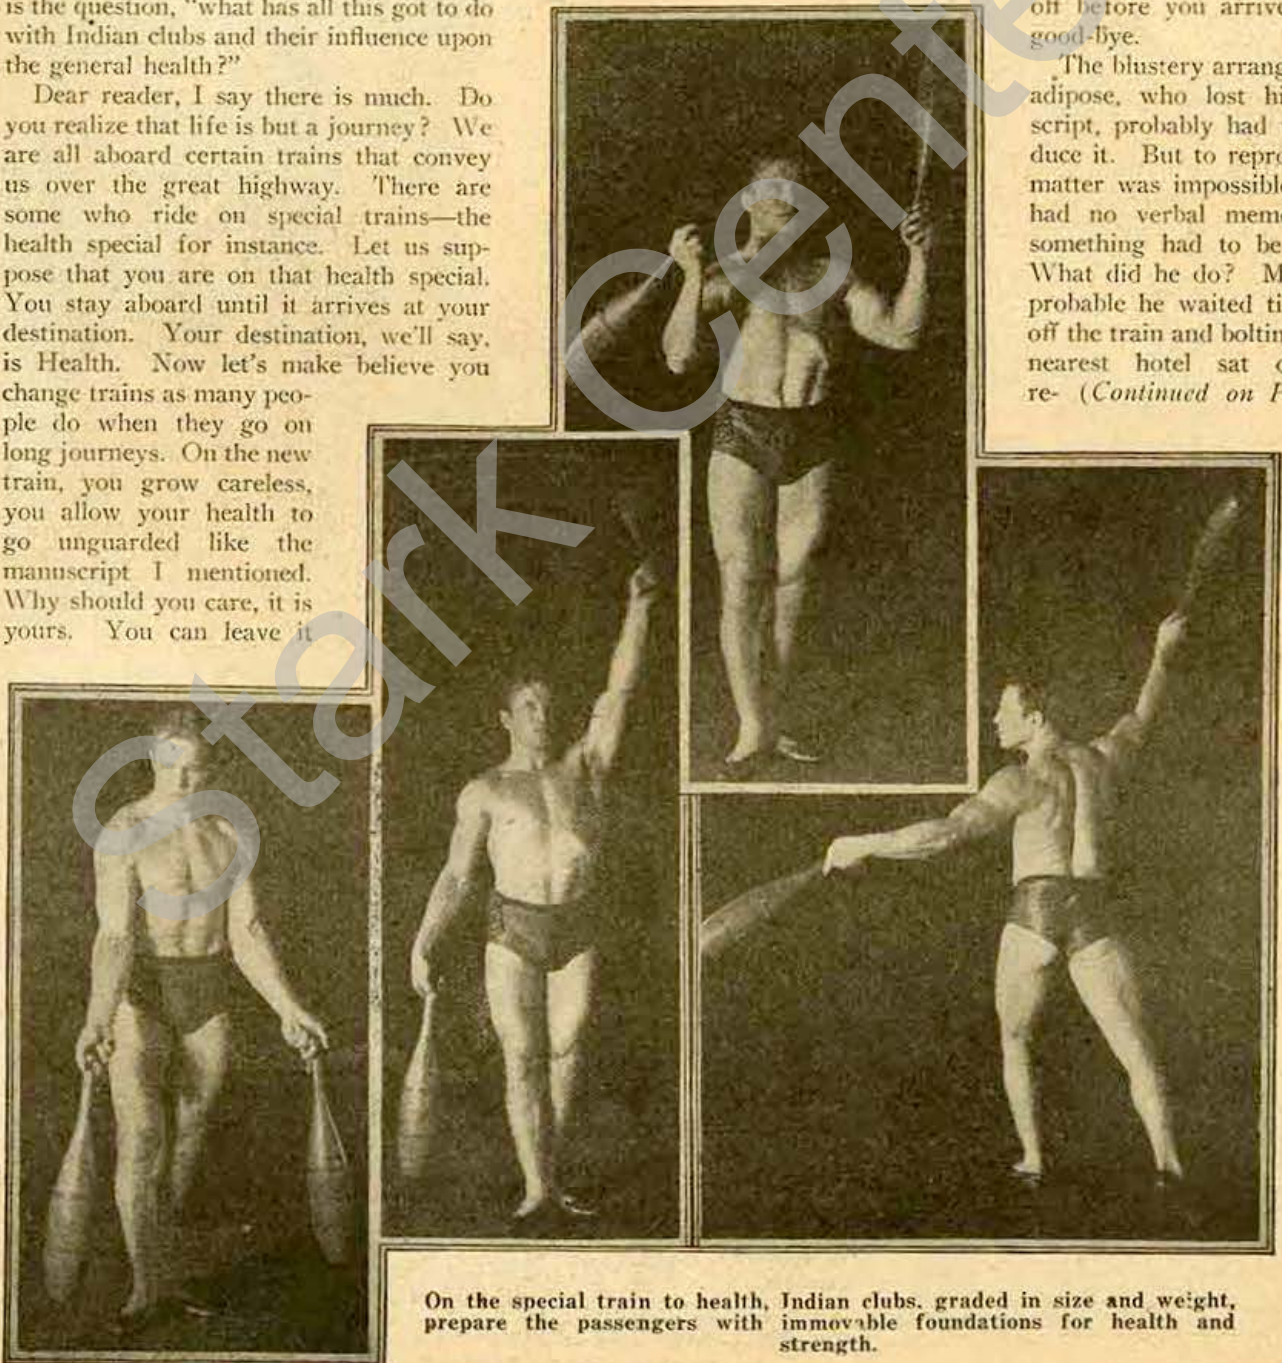 is the question, "what has all this got to do
with Indian clubs and their influence upon
the general health?"
Dear reader, I say there is much. Do
you realize that life is but a journey? We
are all aboard certain trains that convey
us over the great highway. There are
some who ride on special trains—the
health special for instance. Let us sup-
pose that you are on that health special.
You stay aboard until it arrives at your
destination. Your destination, we'll say,
is Health. Now let's make believe you
change trains as many peo-
ple do when they go on
long journeys. On the new
train, you grow careless,
you allow your health to
go unguarded like the
manuscript I mentioned.
Why should you care, it is
yours. You can leave it
off before you arrive
good-bye.
The blustery arrang
adipose, who lost hi
script, probably had
duce it. But to repro
matter was impossible
had no verbal mem
something had to be
What did he do? M
probable he waited ti
off the train and boltin
nearest hotel sat
re- (Continued on P
On the special train to health, Indian clubs, graded in size and weight,
prepare the passengers with immovable foundations for health and
strength.
Stark Cente